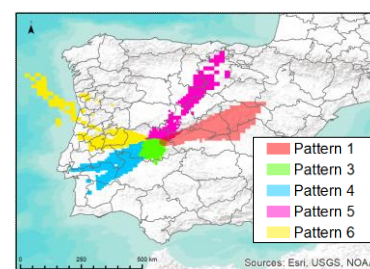 Pattern 1
Pattern 3
Pattern 4
Pattern 5
Pattern 6
0 250 500 km
Sources: Esri, USGS, NOAA